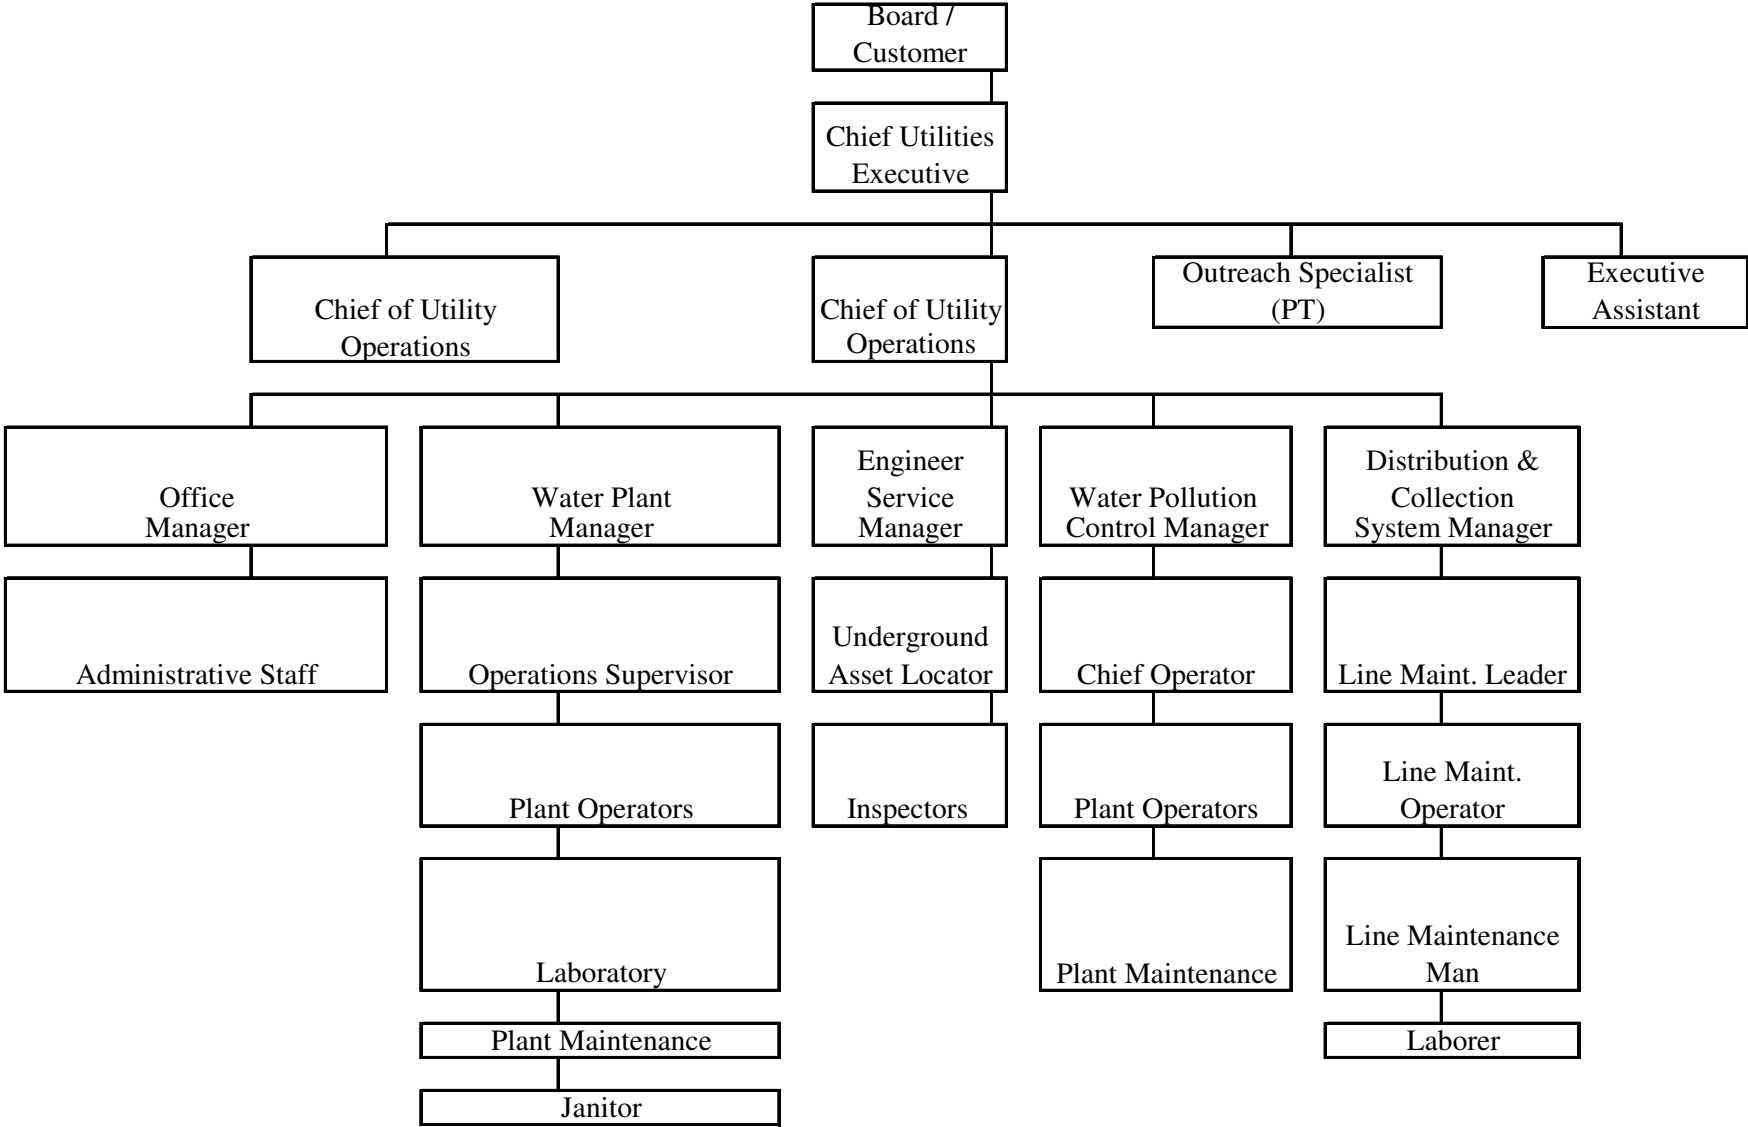 Board /
Customer
Chief Utilities
Executive
Chief of Utility
Operations
Chief of Utility
Operations
Outreach Specialist
(PT)
Executive
Assistant
Office
Manager
Water Plant
Manager
Engineer
Service
Manager
Water Pollution
Control Manager
Distribution &
Collection
System Manager
Administrative Staff
Operations Supervisor
Underground
Asset Locator
Chief Operator
Line Maint. Leader
Plant Operators
Inspectors
Plant Operators
Line Maint.
Operator
Laboratory
Plant Maintenance
Line Maintenance
Man
Plant Maintenance
Laborer
Janitor